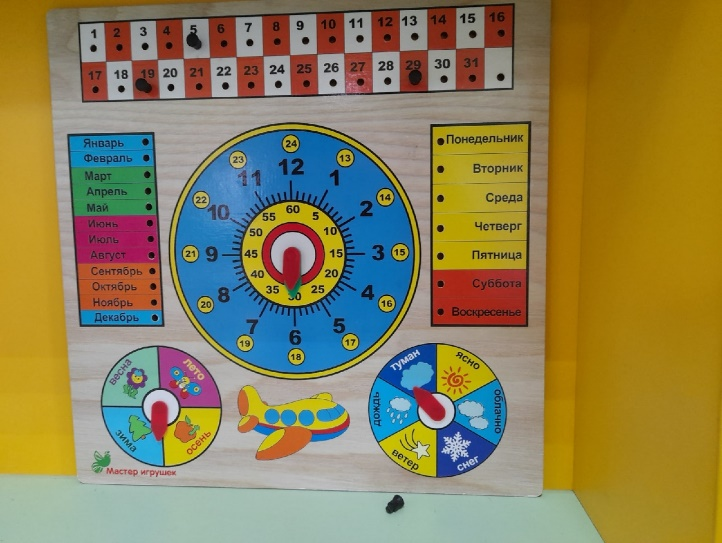 1 2 3 4 5 6 7 8 9 10 11 12 13 14 15 16
17 18 19 20 21 22 23 24 25 26 27 28 29 30 31
Январь
Февраль
Март
Апрель
Май
Июнь
Июль
Август
Сентябрь
Октябрь
Ноябрь
Декабрь
24
23 13
12
11 1
22 14
10 2
60
55 5
50 10
21 9 45 15 3 15
40 20
35 25
30
20 16
8 4
7 5
6
19 17
18
Понедельник
Вторник
Среда
Четверг
Пятница
Суббота
Воскресенье
весна лето
зима осень
Мастер игрушек
туман ясно
дождь облачно
ветер снег